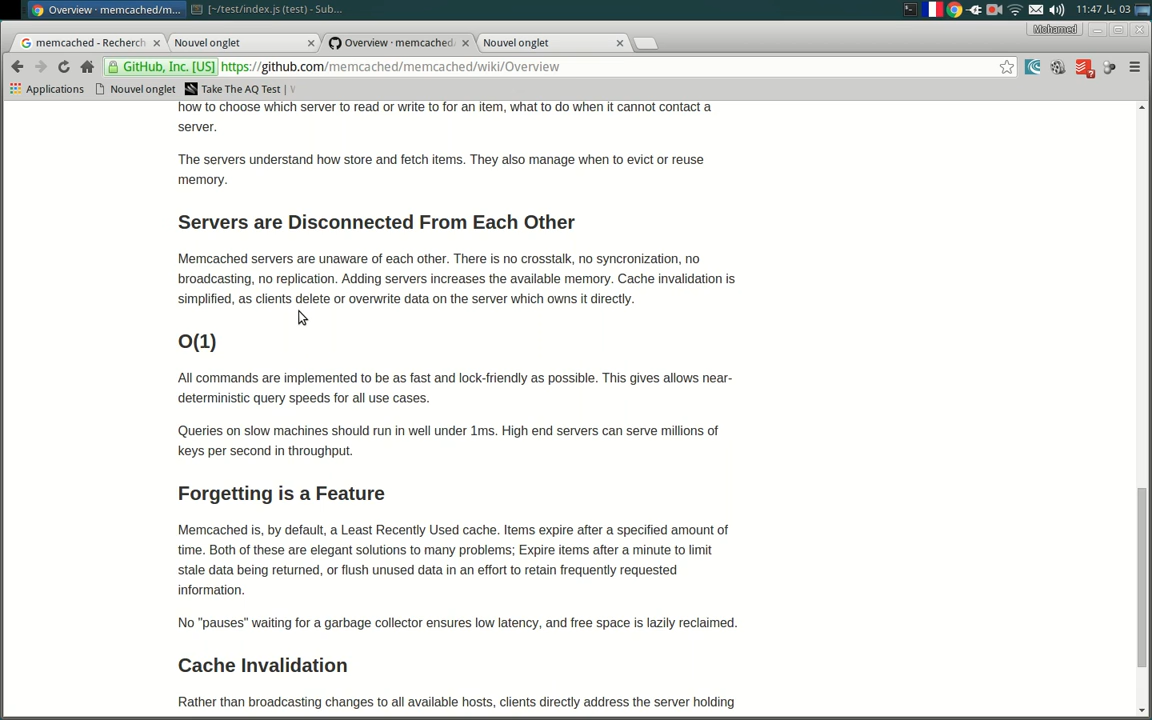 Overview · memcached/m...
[~/test/index.js (test) - Sub...
11:47 بنا, 03
Mohamed
memcached - Recherch
Nouvel onglet
Overview · memcached/
Nouvel onglet
GitHub, Inc. [US] https://github.com/memcached/memcached/wiki/Overview
Applications
Nouvel onglet
Take The AQ Test |
how to choose which server to read or write to for an item, what to do when it cannot contact a
server.
The servers understand how store and fetch items. They also manage when to evict or reuse
memory.
Servers are Disconnected From Each Other
Memcached servers are unaware of each other. There is no crosstalk, no syncronization, no
broadcasting, no replication. Adding servers increases the available memory. Cache invalidation is
simplified, as clients delete or overwrite data on the server which owns it directly.
O(1)
All commands are implemented to be as fast and lock-friendly as possible. This gives allows near-
deterministic query speeds for all use cases.
Queries on slow machines should run in well under 1ms. High end servers can serve millions of
keys per second in throughput.
Forgetting is a Feature
Memcached is, by default, a Least Recently Used cache. Items expire after a specified amount of
time. Both of these are elegant solutions to many problems; Expire items after a minute to limit
stale data being returned, or flush unused data in an effort to retain frequently requested
information.
No "pauses" waiting for a garbage collector ensures low latency, and free space is lazily reclaimed.
Cache Invalidation
Rather than broadcasting changes to all available hosts, clients directly address the server holding